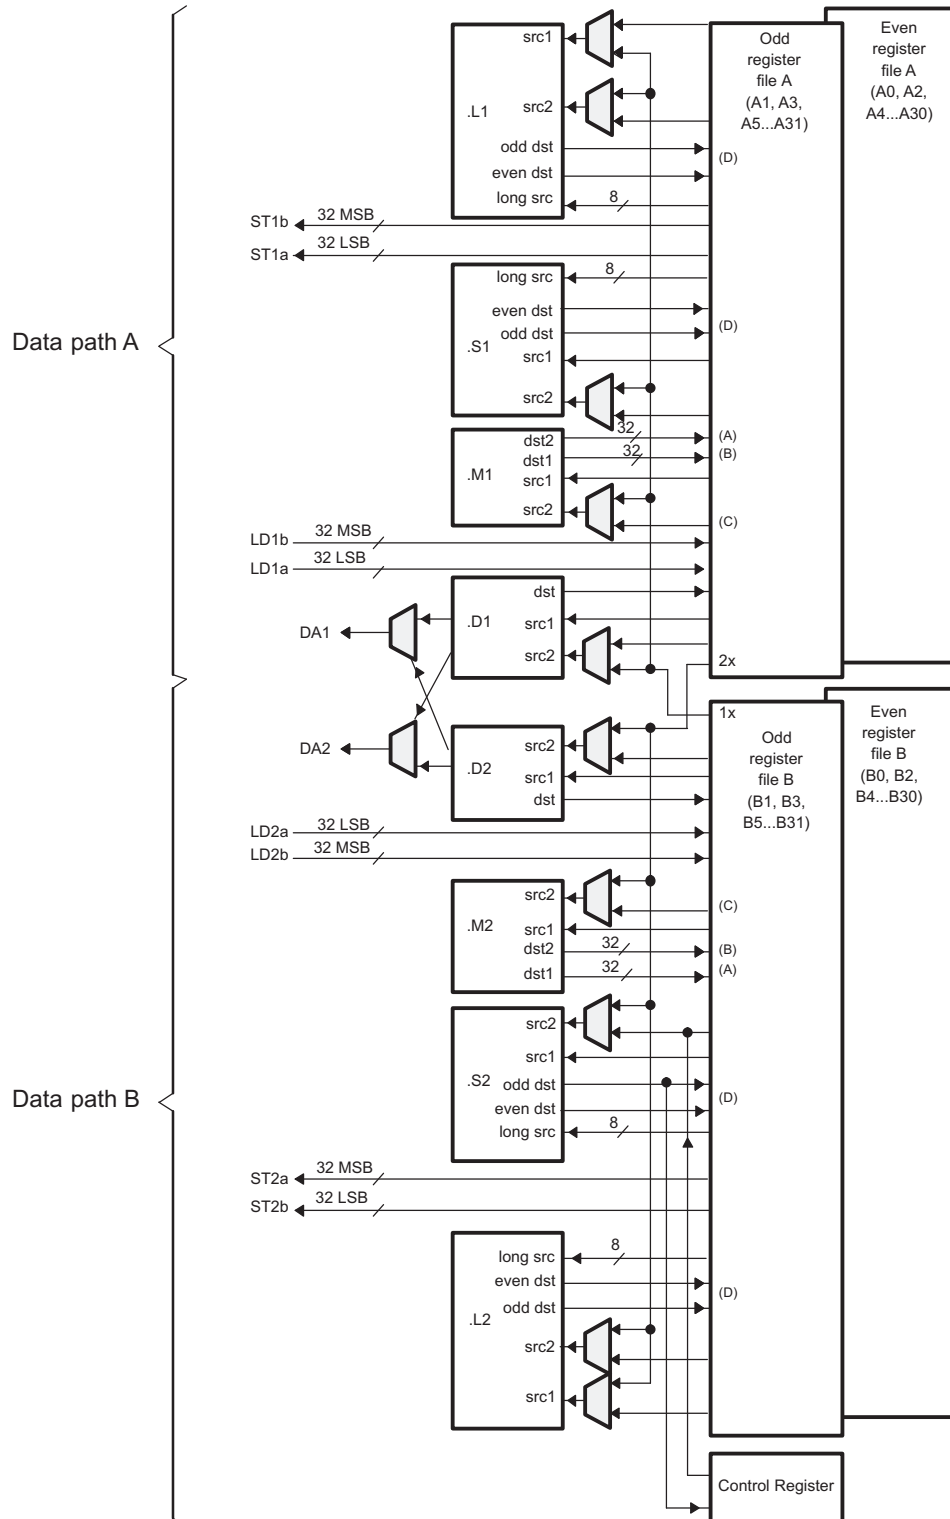 Even
register
file A
(A0, A2,
A4...A30)
Odd
register
file A
(A1, A3,
A5...A31)
src1
.L1
src2
odd dst
(D)
even dst
long src
8
ST1b
32 MSB
ST1a
32 LSB
long src
8
even dst
odd dst
(D)
.S1
src1
src2
Data path A
32
dst2
(A)
32
dst1
(B)
.M1
src1
src2
(C)
LD1b
32 MSB
LD1a
32 LSB
dst
.D1
src1
DA1
src2
2x
1x
Even
register
file B
(B0, B2,
B4...B30)
Odd
register
file B
(B1, B3,
B5...B31)
DA2
src2
.D2
src1
dst
LD2a
32 LSB
LD2b
32 MSB
src2
(C)
.M2
src1
dst2
32
(B)
dst1
32
(A)
src2
src1
.S2
odd dst
(D)
even dst
long src
8
Data path B
ST2a
32 MSB
ST2b
32 LSB
long src
8
even dst
(D)
odd dst
.L2
src2
src1
Control Register